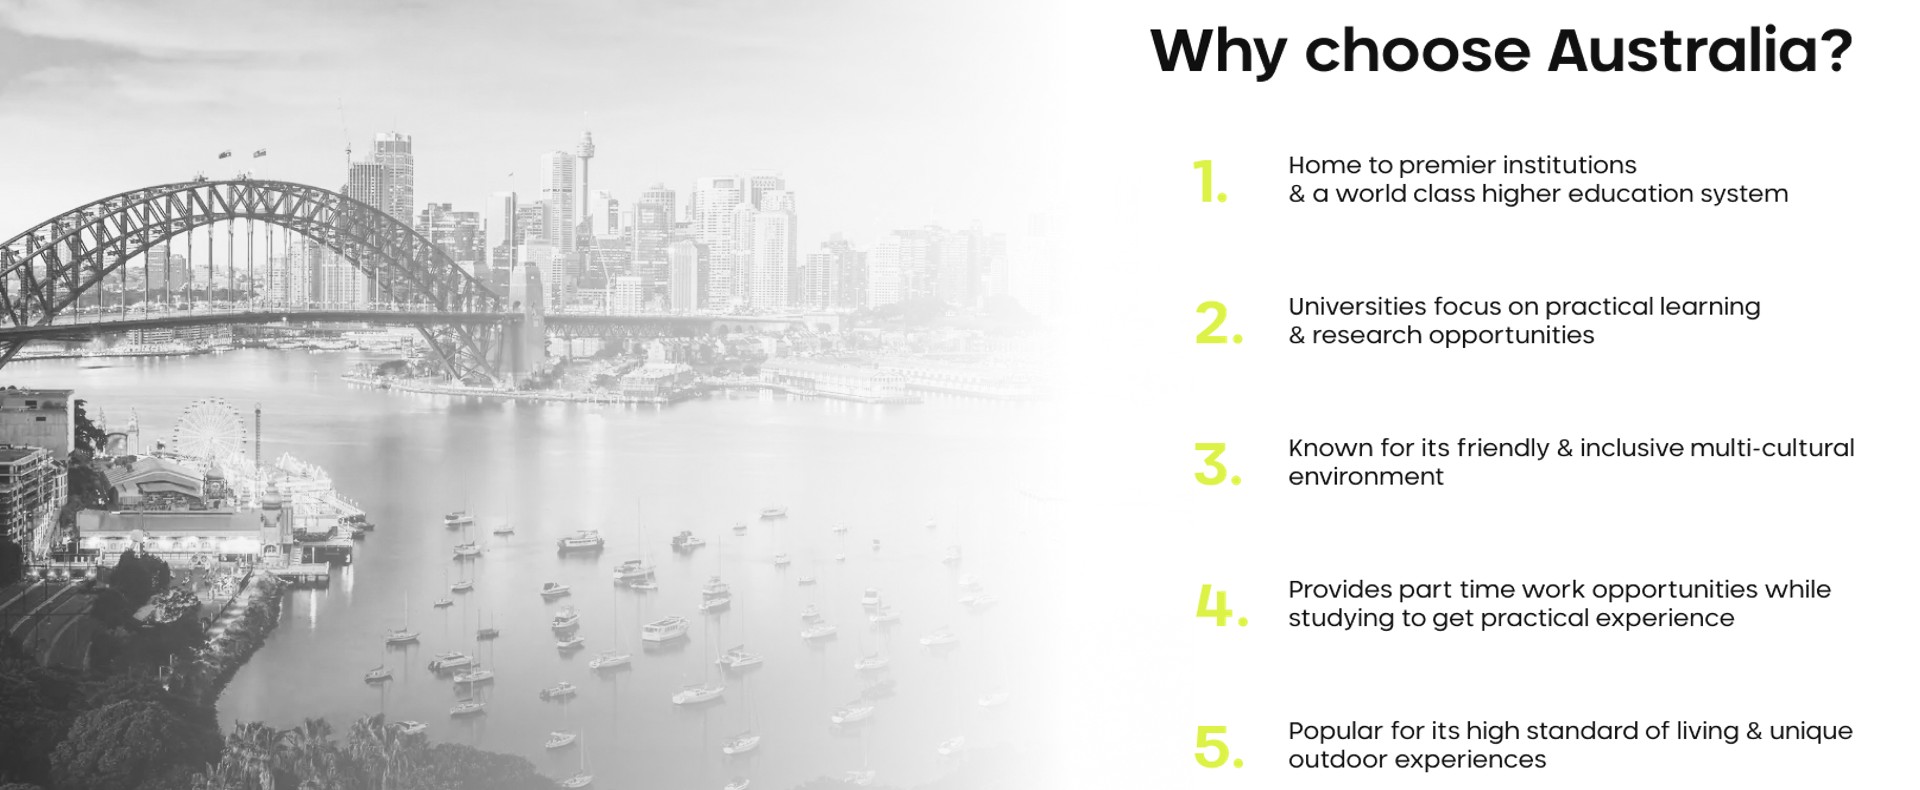 Why choose Australia?
1.
Home to premier institutions
& a world class higher education system
2.
Universities focus on practical learning
& research opportunities
3.
Known for its friendly & inclusive multi-cultural
environment
4.
Provides part time work opportunities while
studying to get practical experience
5.
Popular for its high standard of living & unique
outdoor experiences